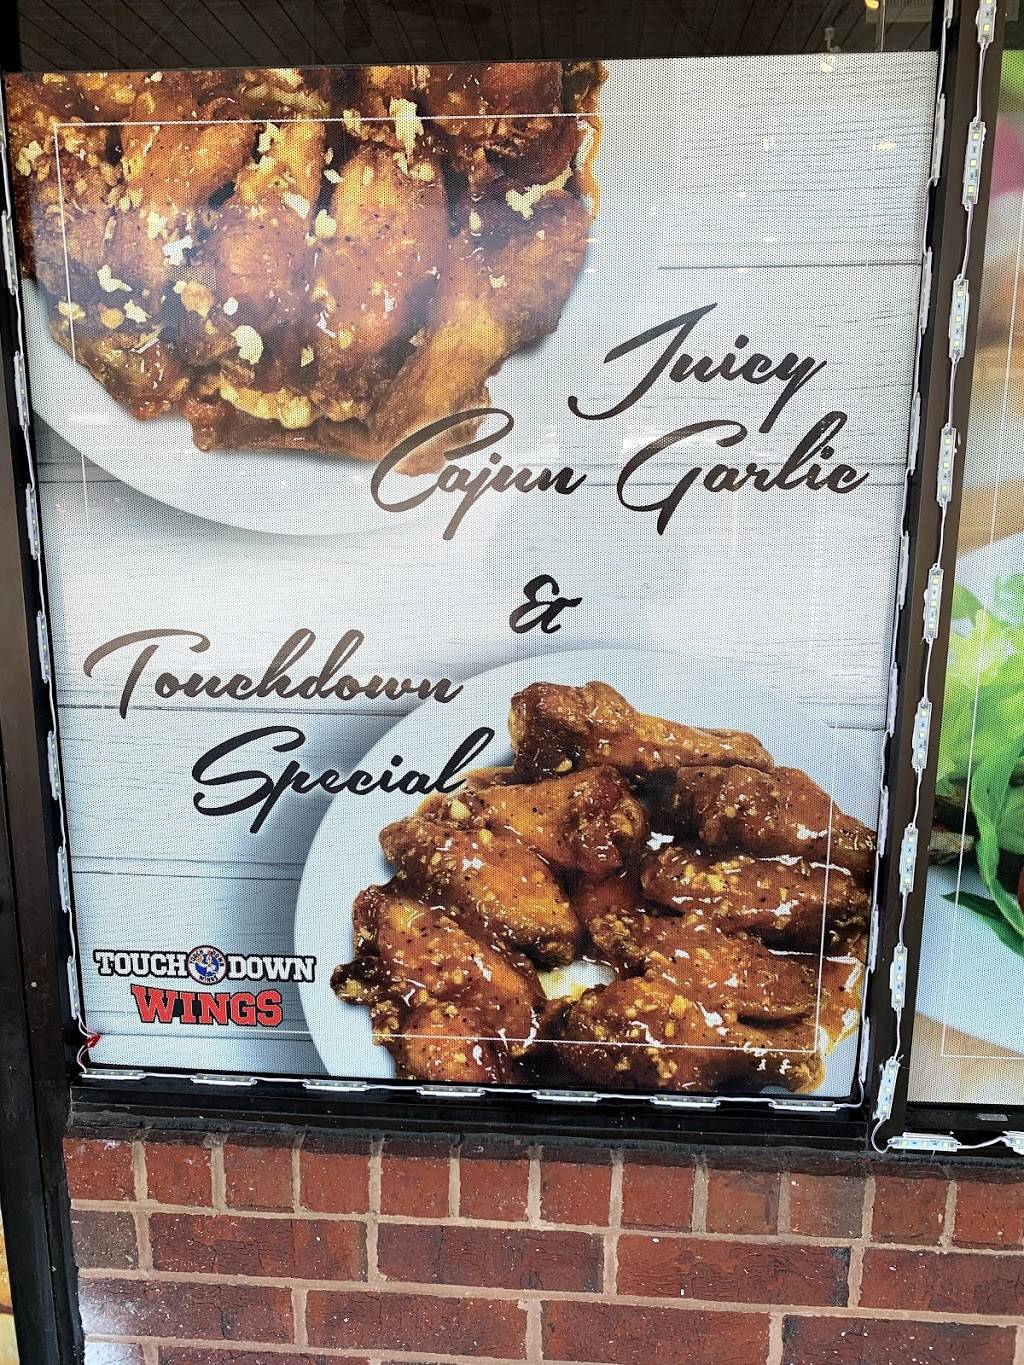 Juicy
Cajun Garlic
&
Touchdown
Special
TOUCH DOWN
WINGS